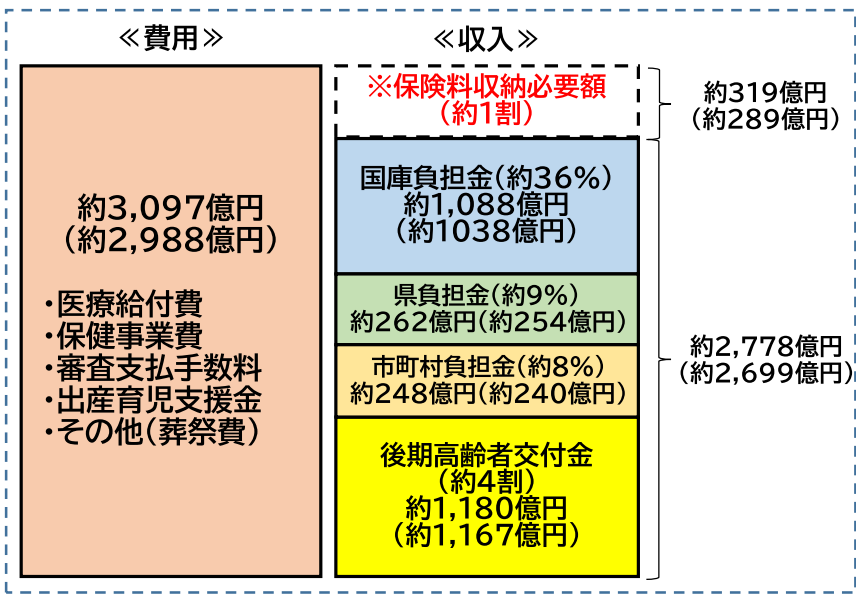 ≪費用≫
約3,097億円
(約2,988億円)
・医療給付費
・保健事業費
・審査支払手数料
・出産育児支援金
・その他(葬祭費)
≪収入≫
※保険料収納必要額
(約1割)
国庫負担金(約36%)
約1,088億円
(約1038億円)
県負担金(約9%)
約262億円(約254億円)
市町村負担金(約8%)
約248億円(約240億円)
後期高齢者交付金
(約4割)
約1,180億円
(約1,167億円)
約319億円
(約289億円)
約2,778億円
(約2,699億円)